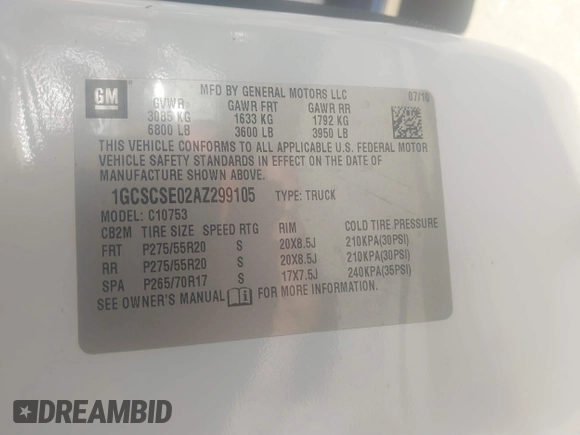 GM
MFD BY GENERAL MOTORS LLC 07/10
GVWR GAWR FRT GAWR RR
3085 KG 1633 KG 1792 KG
6800 LB 3600 LB 3950 LB
THIS VEHICLE CONFORMS TO ALL APPLICABLE U.S. FEDERAL MOTOR
VEHICLE SAFETY STANDARDS IN EFFECT ON THE DATE OF
MANUFACTURE SHOWN ABOVE.
1GCSCSE02AZ299105 TYPE: TRUCK
MODEL: C10753
CB2M TIRE SIZE SPEED RTG RIM COLD TIRE PRESSURE
FRT P275/55R20 S 20X8.5J 210KPA(30PSI)
RR P275/55R20 S 20X8.5J 210KPA(30PSI)
SPA P265/70R17 S 17X7.5J 240KPA(35PSI)
SEE OWNER'S MANUAL FOR MORE INFORMATION.
DREAMBID